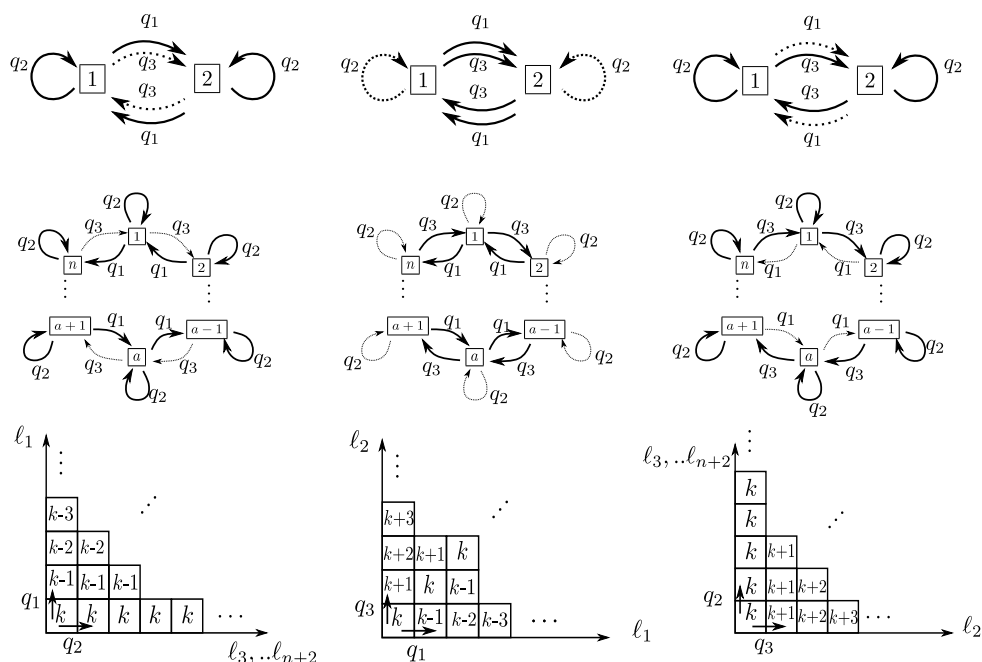 q₁ q₁ q₁
q₂ 1 q₃ 2 q₂ q₂ 1 q₃ 2 q₂ q₂ 1 q₃ 2 q₂
q₃ q₃ q₃
q₁ q₁ q₁
q₂ q₂ q₂
q₂ q₃ 1 q₃ q₂ q₂ q₃ 1 q₃ q₂ q₂ q₃ 1 q₃ q₂
n q₁ q₁ 2 n q₁ q₁ 2 n q₁ q₁ 2
⋮ ⋮ ⋮ ⋮ ⋮ ⋮
a + 1 q₁ q₁ a − 1 a + 1 q₁ q₁ a − 1 a + 1 q₁ q₁ a − 1
q₂ q₃ a q₃ q₂ q₂ q₃ a q₃ q₂ q₂ q₃ a q₃ q₂
q₂ q₂ q₂
ℓ₁
⋮
k-3 ⋰
k-2 k-2
k-1 k-1 k-1
q₁ k k k k k ⋯
q₂ ℓ₃, ..ℓₙ₊₂
ℓ₂
⋮
k+3 ⋰
k+2 k+1 k
k+1 k k-1
q₃ k k-1 k-2 k-3 ⋯
q₁ ℓ₁
ℓ₃, ..ℓₙ₊₂ ⋮
k
k ⋰
k k+1
q₂ k k+1 k+2
k k+1 k+2 k+3 ⋯
q₃ ℓ₂